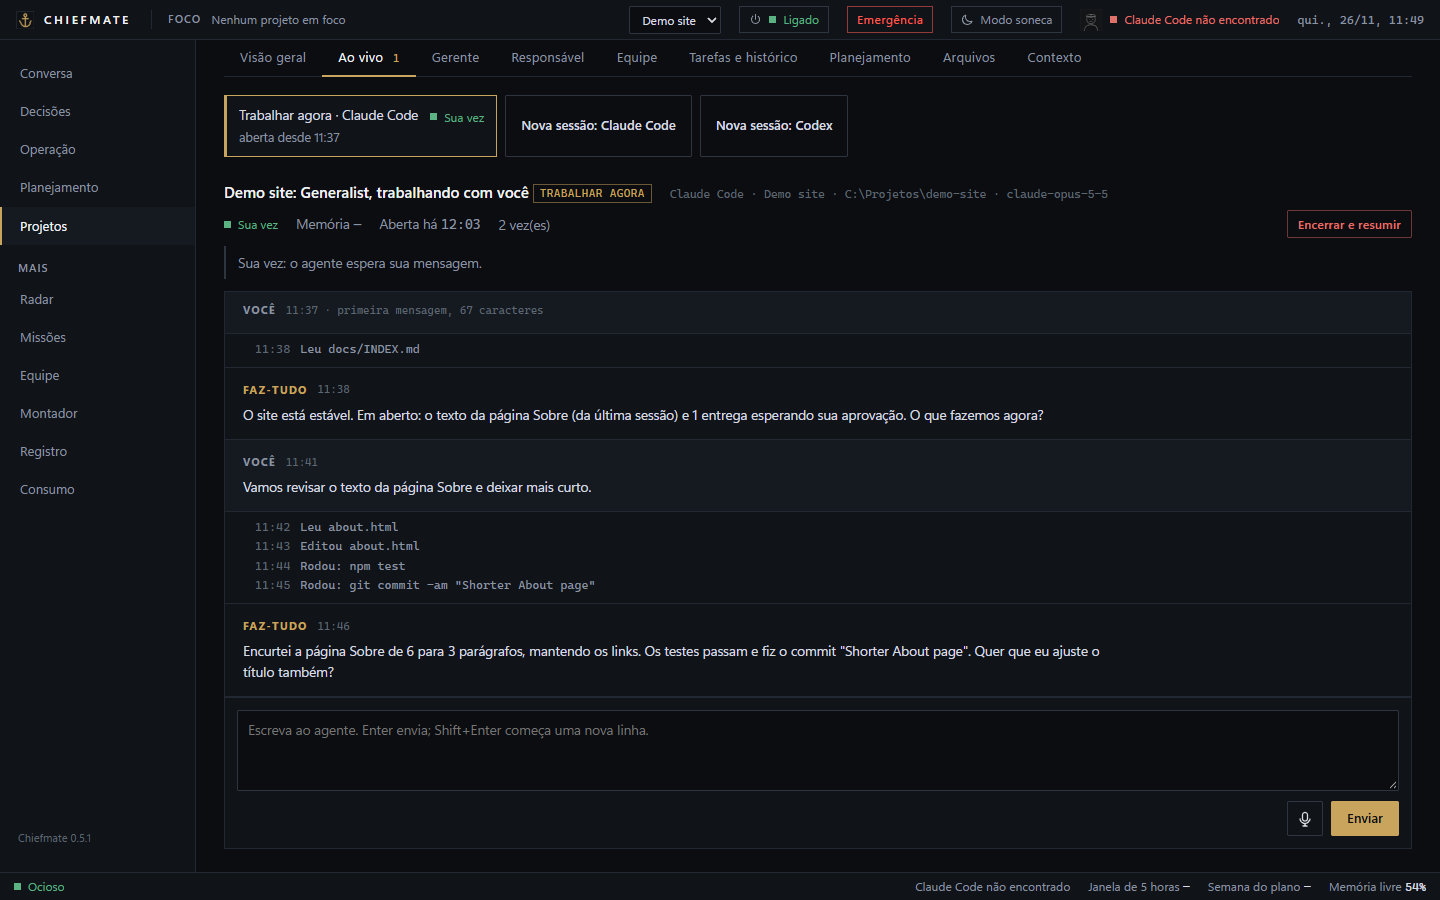 CHIEFMATE
FOCO Nenhum projeto em foco
Demo site
Ligado
Emergência
Modo soneca
Claude Code não encontrado
qui., 26/11, 11:49
Conversa
Decisões
Operação
Planejamento
Projetos
MAIS
Radar
Missões
Equipe
Montador
Registro
Consumo
Chiefmate 0.5.1
Visão geral
Ao vivo 1
Gerente
Responsável
Equipe
Tarefas e histórico
Planejamento
Arquivos
Contexto
Trabalhar agora · Claude Code Sua vez
aberta desde 11:37
Nova sessão: Claude Code
Nova sessão: Codex
Demo site: Generalist, trabalhando com você TRABALHAR AGORA Claude Code · Demo site · C:\Projetos\demo-site · claude-opus-5-5
Sua vez Memória — Aberta há 12:03 2 vez(es)
Encerrar e resumir
Sua vez: o agente espera sua mensagem.
VOCÊ 11:37 · primeira mensagem, 67 caracteres
11:38 Leu docs/INDEX.md
FAZ-TUDO 11:38
O site está estável. Em aberto: o texto da página Sobre (da última sessão) e 1 entrega esperando sua aprovação. O que fazemos agora?
VOCÊ 11:41
Vamos revisar o texto da página Sobre e deixar mais curto.
11:42 Leu about.html
11:43 Editou about.html
11:44 Rodou: npm test
11:45 Rodou: git commit -am "Shorter About page"
FAZ-TUDO 11:46
Encurtei a página Sobre de 6 para 3 parágrafos, mantendo os links. Os testes passam e fiz o commit "Shorter About page". Quer que eu ajuste o
título também?
Escreva ao agente. Enter envia; Shift+Enter começa uma nova linha.
Enviar
Ocioso
Claude Code não encontrado
Janela de 5 horas —
Semana do plano —
Memória livre 54%